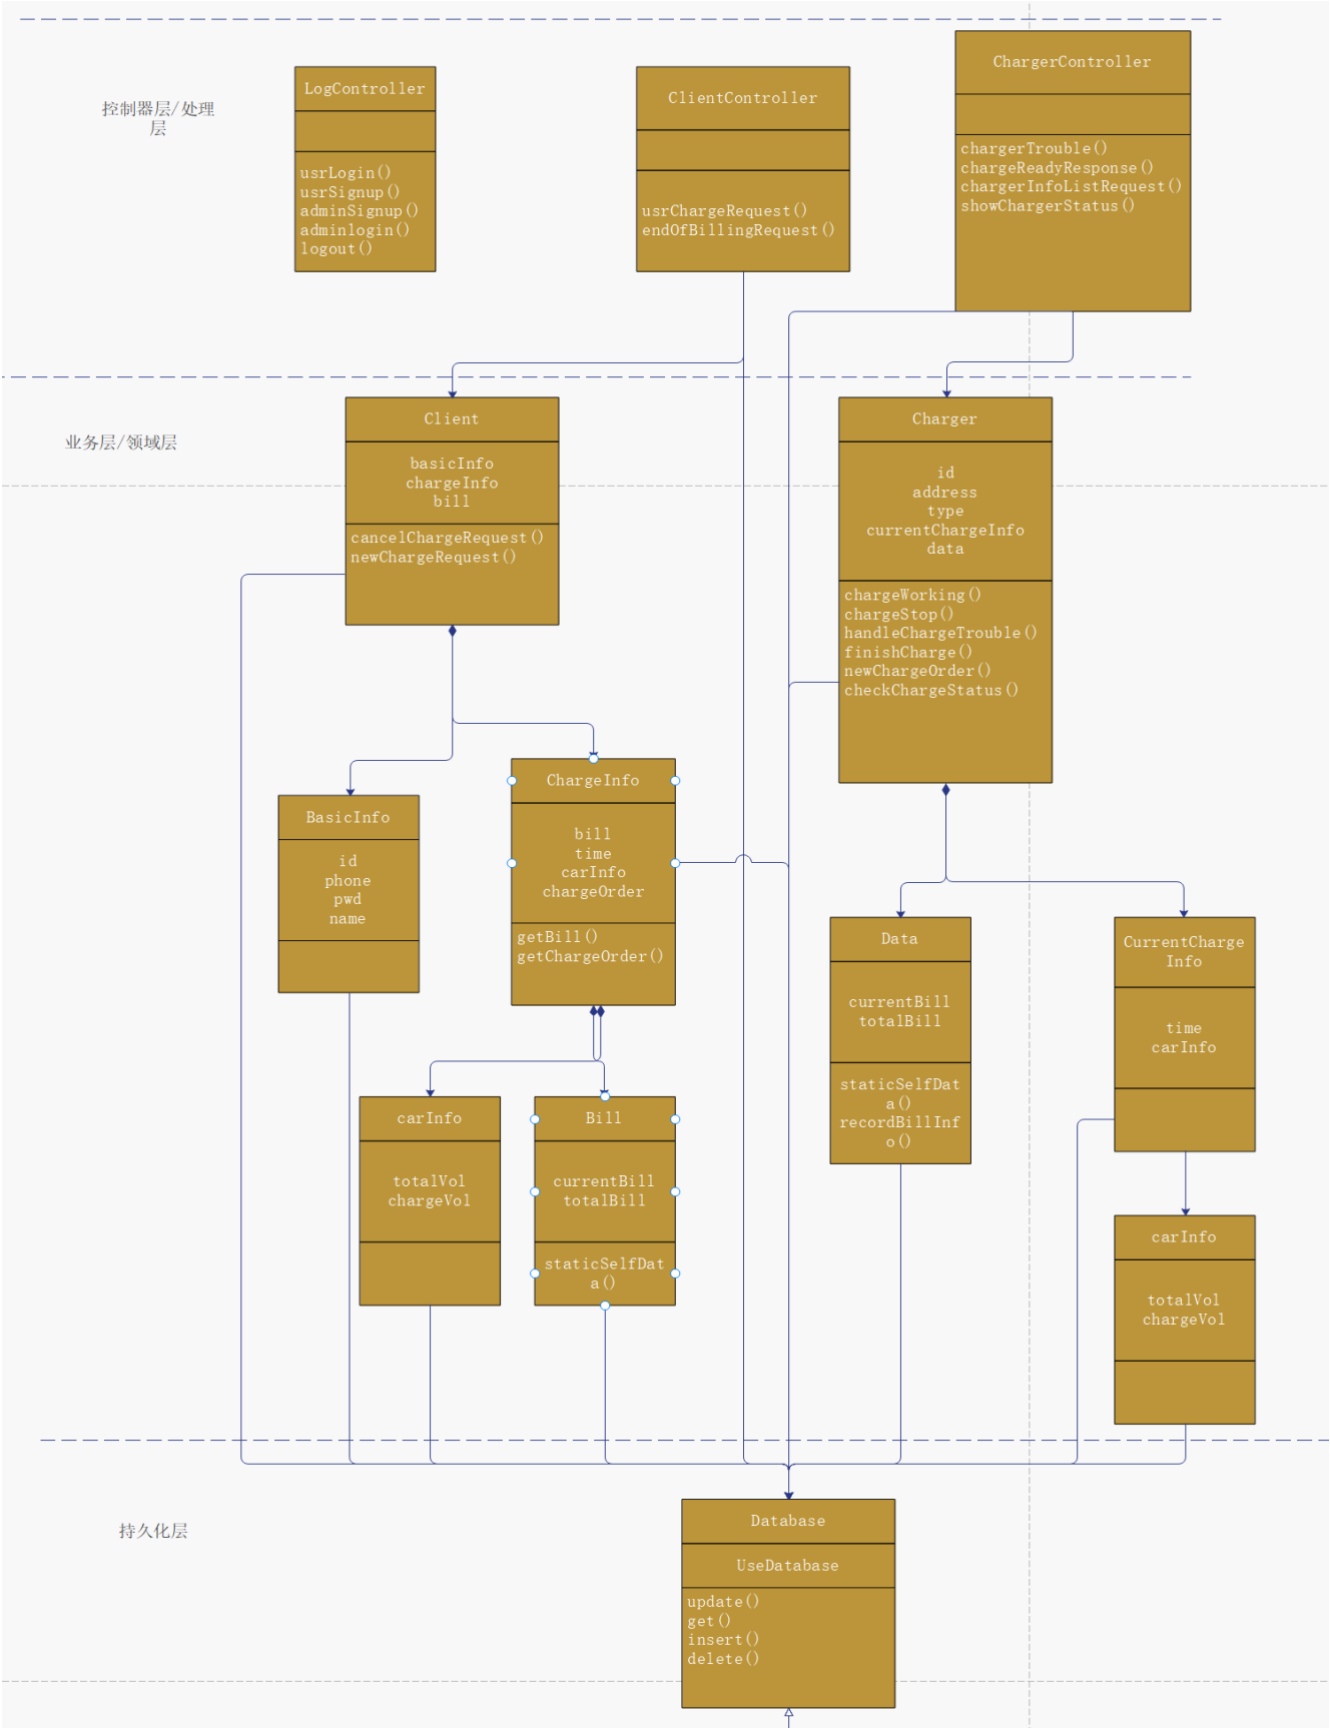 控制器层/处理
层
LogController
usrLogin()
usrSignup()
adminSignup()
adminlogin()
logout()
ClientController
usrChargeRequest()
endOfBillingRequest()
ChargerController
chargerTrouble()
chargeReadyResponse()
chargerInfoListRequest()
showChargerStatus()
业务层/领域层
Client
basicInfo
chargeInfo
bill
cancelChargeRequest()
newChargeRequest()
Charger
id
address
type
currentChargeInfo
data
chargeWorking()
chargeStop()
handleChargeTrouble()
finishCharge()
newChargeOrder()
checkChargeStatus()
BasicInfo
id
phone
pwd
name
ChargeInfo
bill
time
carInfo
chargeOrder
getBill()
getChargeOrder()
Data
currentBill
totalBill
staticSelfDat
a()
recordBillInf
o()
CurrentCharge
Info
time
carInfo
carInfo
totalVol
chargeVol
Bill
currentBill
totalBill
staticSelfDat
a()
carInfo
totalVol
chargeVol
持久化层
Database
UseDatabase
update()
get()
insert()
delete()